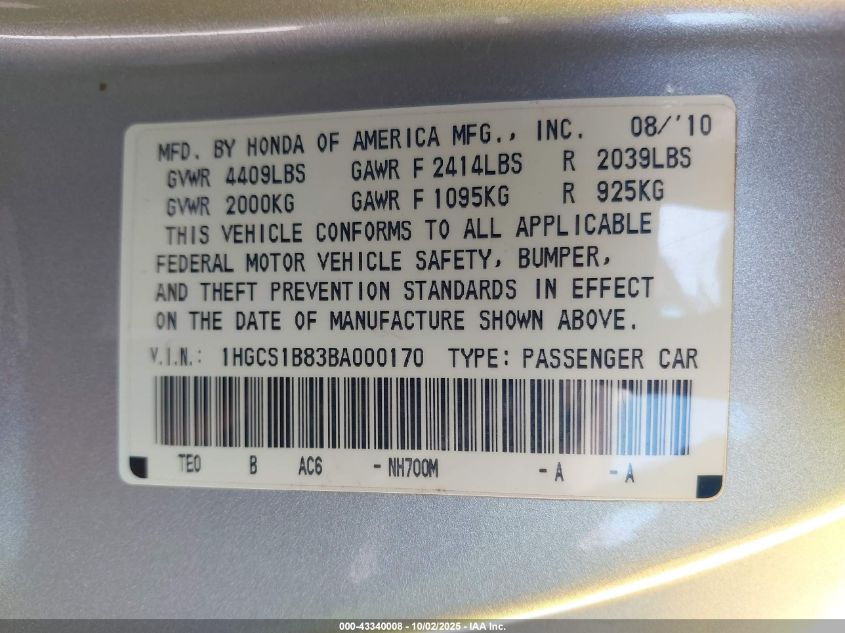 MFD. BY HONDA OF AMERICA MFG., INC. 08/'10
GVWR 4409LBS GAWR F 2414LBS R 2039LBS
GVWR 2000KG GAWR F 1095KG R 925KG
THIS VEHICLE CONFORMS TO ALL APPLICABLE
FEDERAL MOTOR VEHICLE SAFETY, BUMPER,
AND THEFT PREVENTION STANDARDS IN EFFECT
ON THE DATE OF MANUFACTURE SHOWN ABOVE.
V.I.N.: 1HGCS1B83BA000170 TYPE: PASSENGER CAR
TE0 B AC6 - NH700M - A - A
000-43340008 - 10/02/2025 - IAA Inc.